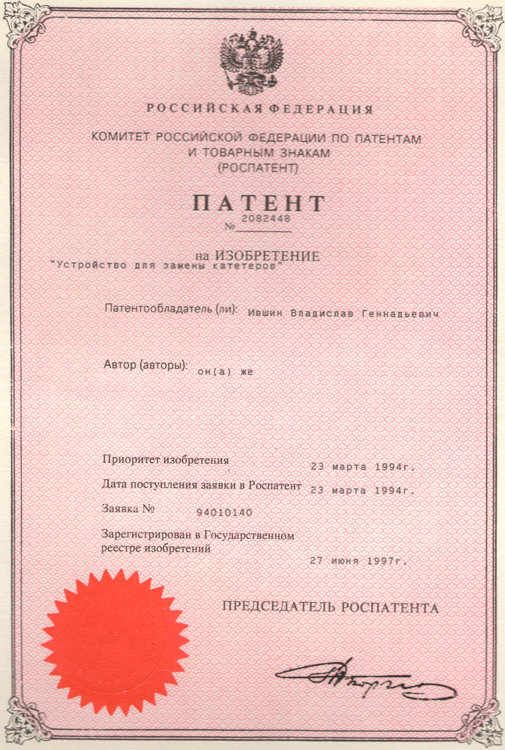 РОССИЙСКАЯ ФЕДЕРАЦИЯ
КОМИТЕТ РОССИЙСКОЙ ФЕДЕРАЦИИ ПО ПАТЕНТАМ
И ТОВАРНЫМ ЗНАКАМ
(РОСПАТЕНТ)
ПАТЕНТ
№ 2082448
на ИЗОБРЕТЕНИЕ
"Устройство для замены катетеров"
Патентообладатель (ли): Ившин Владислав Геннадьевич
Автор (авторы): он(а) же
Приоритет изобретения 23 марта 1994г.
Дата поступления заявки в Роспатент 23 марта 1994г.
Заявка № 94010140
Зарегистрирован в Государственном
реестре изобретений 27 июня 1997г.
ПРЕДСЕДАТЕЛЬ РОСПАТЕНТА